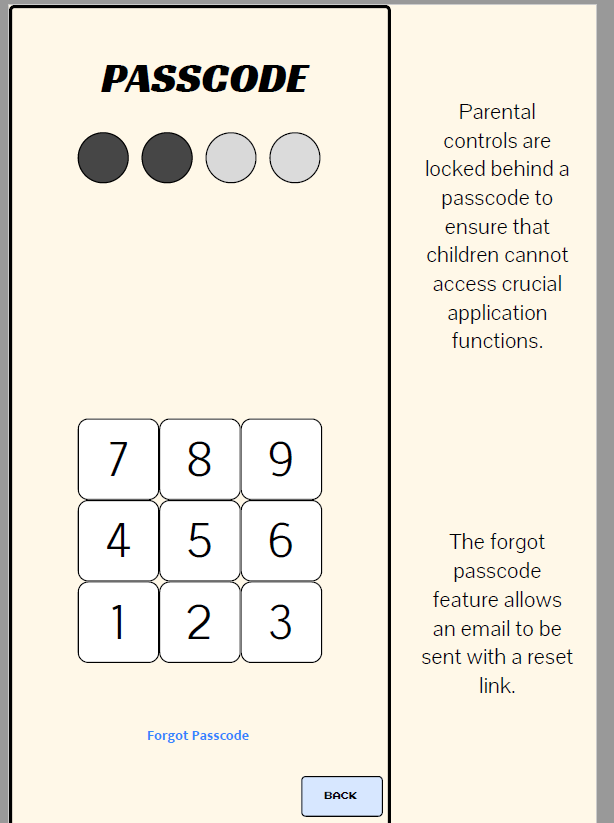 PASSCODE
Parental
controls are
locked behind a
passcode to
ensure that
children cannot
access crucial
application
functions.
7 8 9
4 5 6
1 2 3
The forgot
passcode
feature allows
an email to be
sent with a reset
link.
Forgot Passcode
BACK